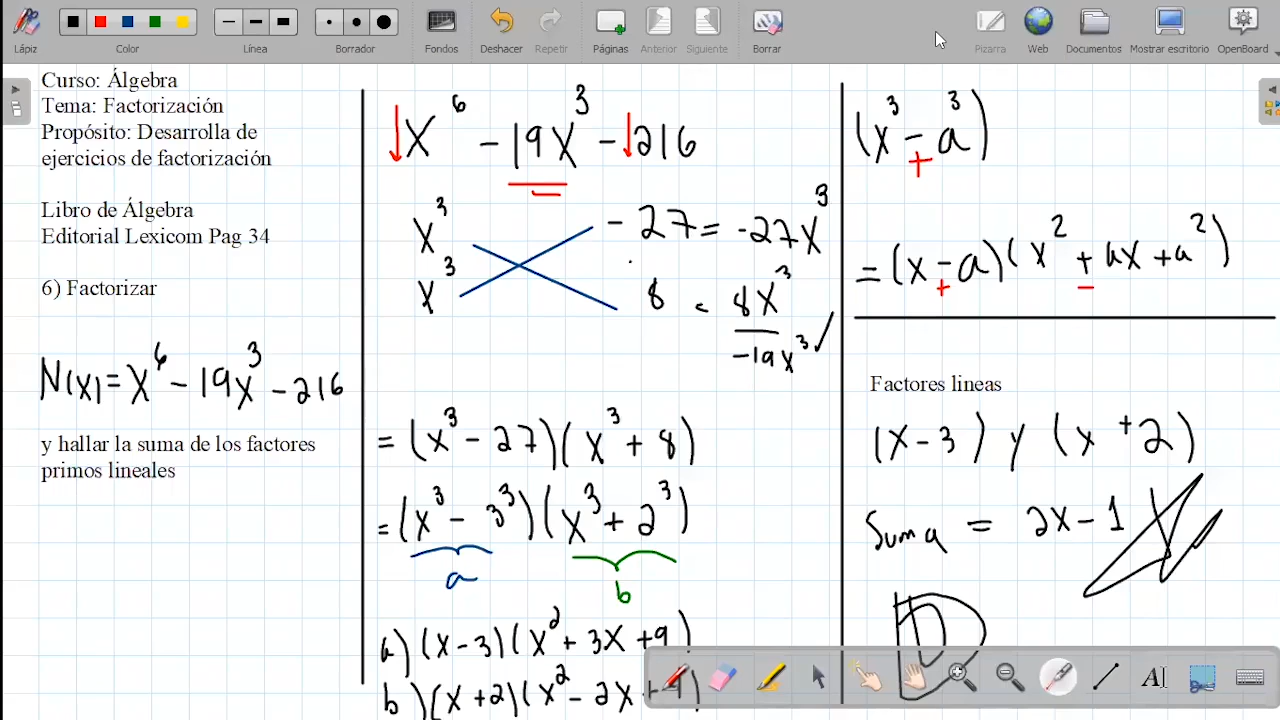 Lápiz Color Línea Borrador Fondos Deshacer Repetir Páginas Anterior Siguiente Borrar Pizarra Web Documentos Mostrar escritorio OpenBoard
Curso: Álgebra
Tema: Factorización
Propósito: Desarrolla de
ejercicios de factorización
Libro de Álgebra
Editorial Lexicom Pag 34
6) Factorizar
N(x) = x⁶ - 19x³ - 216
y hallar la suma de los factores
primos lineales
x⁶ - 19x³ - 216
x³ - 27 = -27x³
x³ 8 = 8x³
-19x³ ✓
= (x³ - 27)(x³ + 8)
= (x³ - 3³)(x³ + 2³)
a b
a) (x-3)(x² + 3x + 9)
b) (x+2)(x² - 2x + 4)
(x³ - a³)
+
= (x - a)(x² + ax + a²)
+ -
Factores lineas
(x-3) y (x+2)
Suma = 2x-1
D
AI